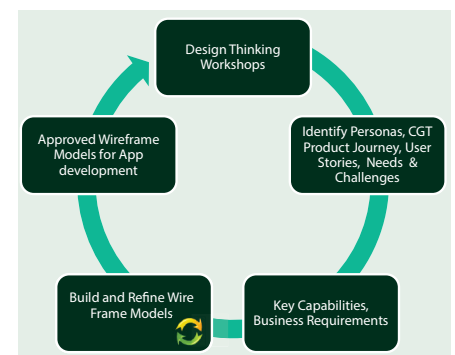 Design Thinking
Workshops
Identify Personas, CGT
Product Journey, User
Stories, Needs &
Challenges
Key Capabilities,
Business Requirements
Build and Refine Wire
Frame Models
Approved Wireframe
Models for App
development